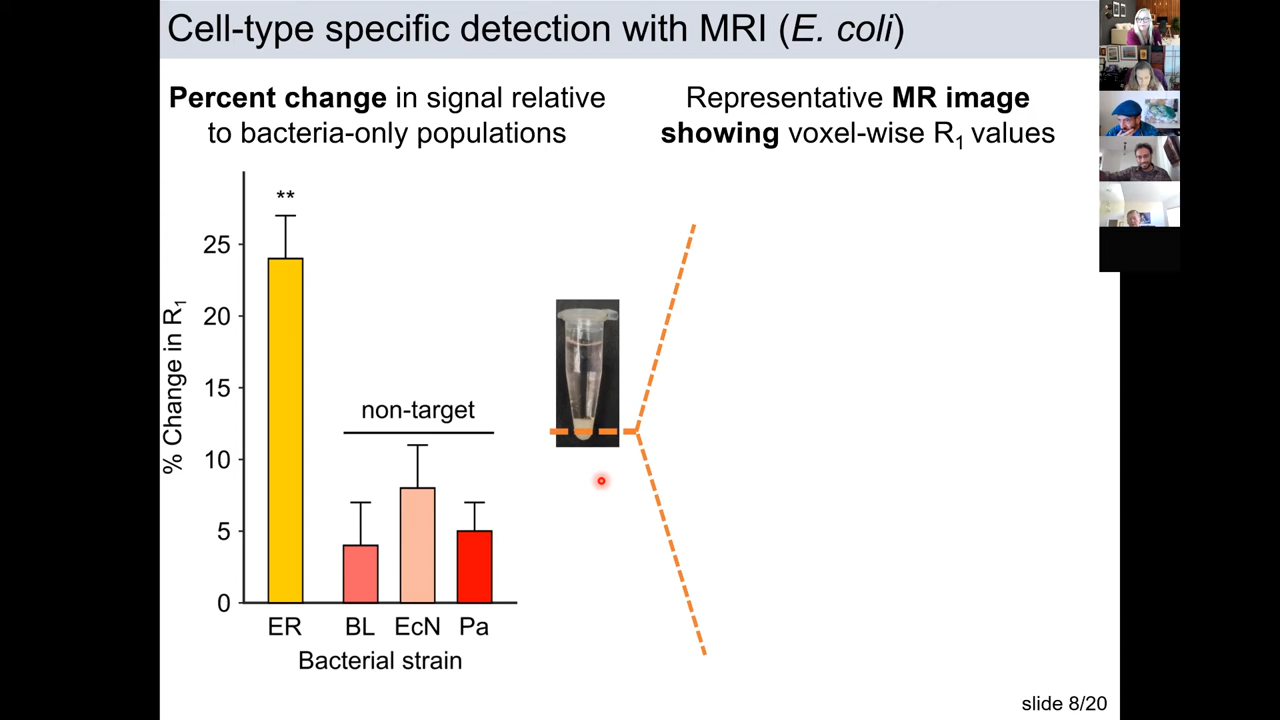 Cell-type specific detection with MRI (E. coli)
Percent change in signal relative
to bacteria-only populations
Representative MR image
showing voxel-wise R1 values
**
25
20
15
10
5
0
% Change in R1
non-target
ER
BL
EcN
Pa
Bacterial strain
slide 8/20